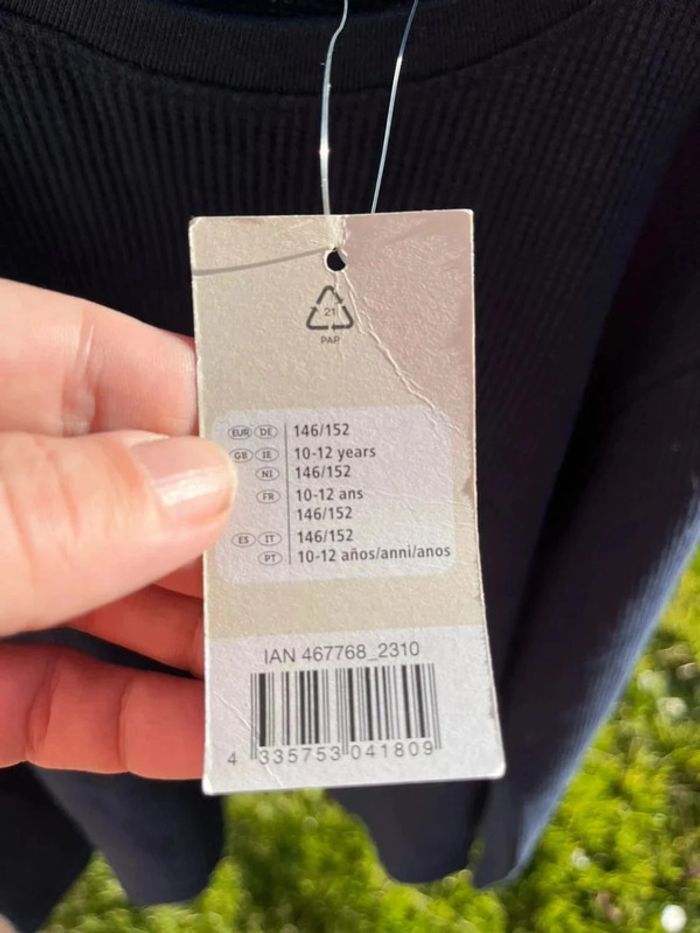 21
PAP
EUR DE 146/152
GB IE 10-12 years
NI 146/152
FR 10-12 ans
146/152
ES IT 146/152
PT 10-12 años/anni/anos
IAN 467768_2310
4 335753 041809